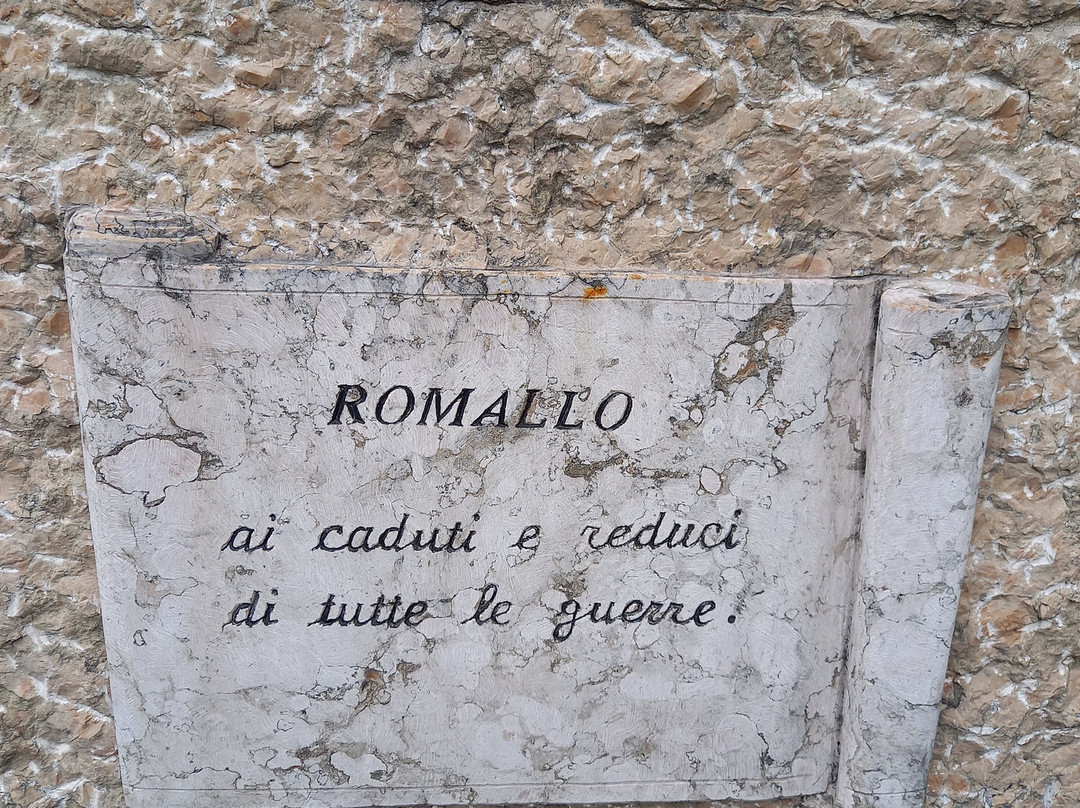 ROMALLO
ai caduti e reduci
di tutte le guerre.